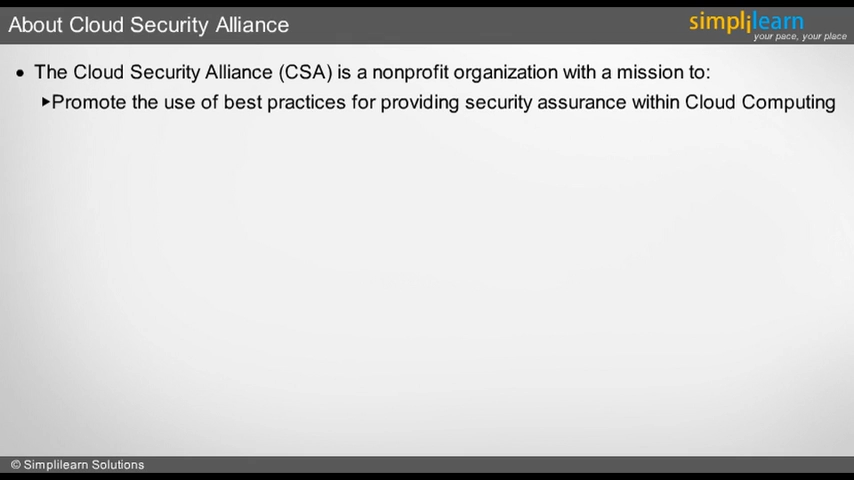 About Cloud Security Alliance
simplilearn
your pace, your place
• The Cloud Security Alliance (CSA) is a nonprofit organization with a mission to:
▸Promote the use of best practices for providing security assurance within Cloud Computing
© Simplilearn Solutions